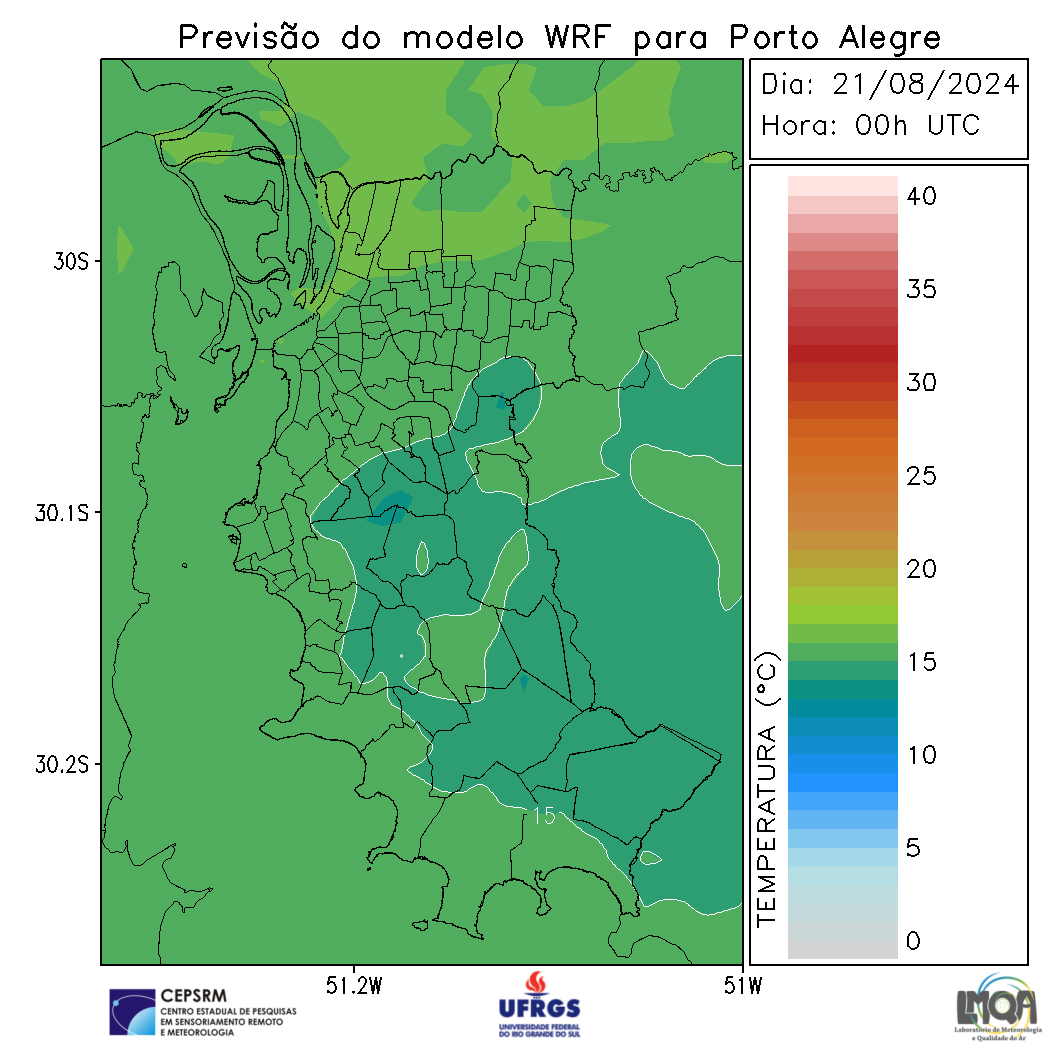 Previsão do modelo WRF para Porto Alegre
Dia: 21/08/2024
Hora: 00h UTC
40
35
30
25
20
15
10
5
0
TEMPERATURA (°C)
30S
30.1S
30.2S
15
51.2W
51W
CEPSRM
CENTRO ESTADUAL DE PESQUISAS
EM SENSORIAMENTO REMOTO
E METEOROLOGIA
UFRGS
UNIVERSIDADE FEDERAL
DO RIO GRANDE DO SUL
LMQA
Laboratório de Meteorologia
e Qualidade do Ar